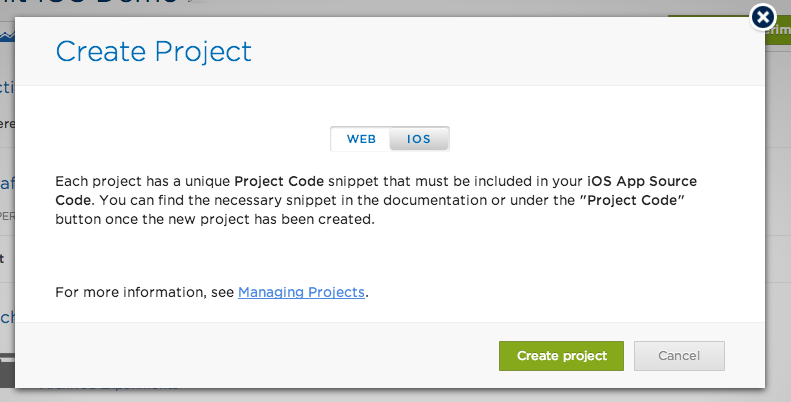 iOS Demo
Create Project
WEB IOS
Each project has a unique Project Code snippet that must be included in your iOS App Source
Code. You can find the necessary snippet in the documentation or under the "Project Code"
button once the new project has been created.
For more information, see Managing Projects.
Create project Cancel